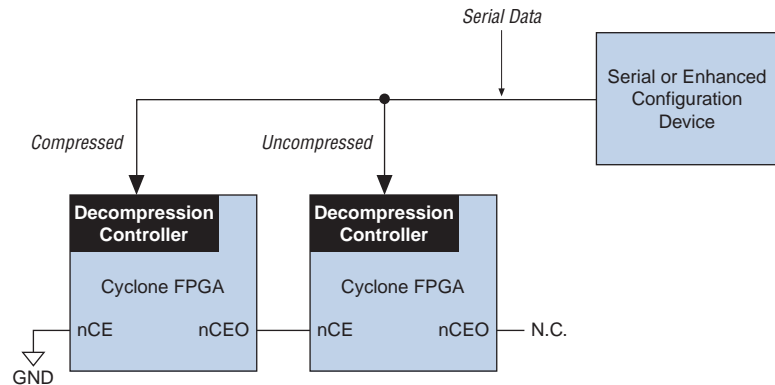 Serial Data
Serial or Enhanced
Configuration
Device
Compressed
Uncompressed
Decompression
Controller
Decompression
Controller
Cyclone FPGA
Cyclone FPGA
nCE
nCEO
nCE
nCEO
N.C.
GND